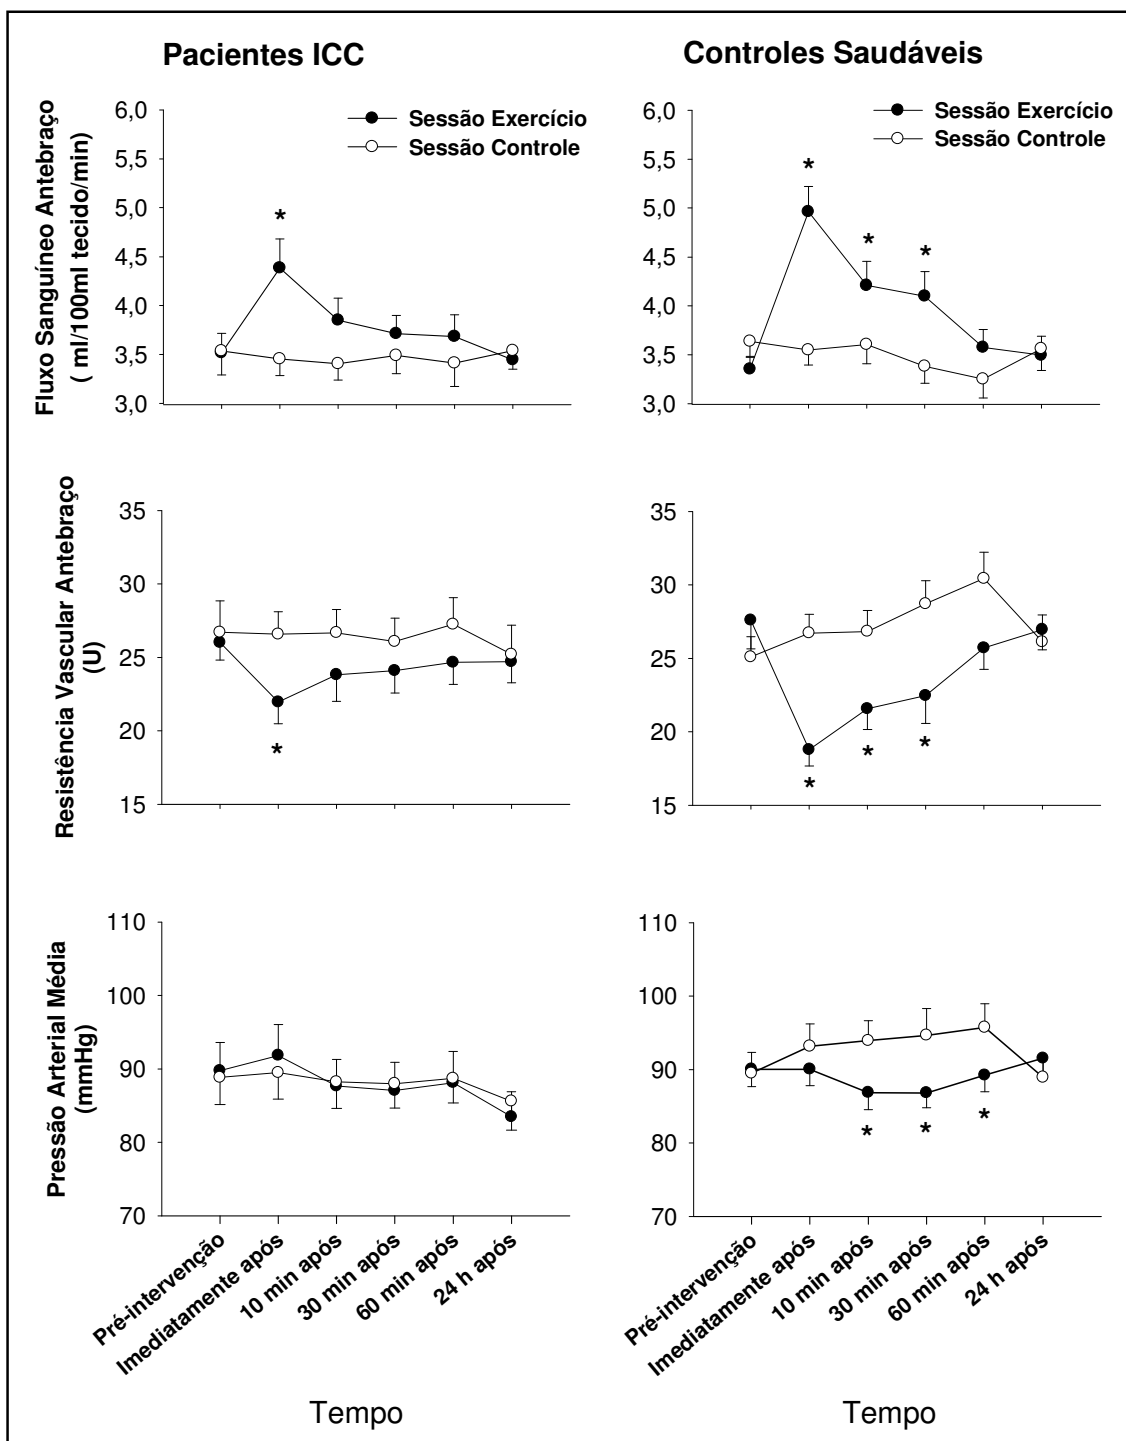 Pacientes ICC
Controles Saudáveis
Fluxo Sanguíneo Antebraço
( ml/100ml tecido/min)
6,0
5,5
5,0
4,5
4,0
3,5
3,0
Sessão Exercício
Sessão Controle
*
6,0
5,5
5,0
4,5
4,0
3,5
3,0
Sessão Exercício
Sessão Controle
*
*
*
Resistência Vascular Antebraço
(U)
35
30
25
20
15
*
35
30
25
20
15
*
*
*
Pressão Arterial Média
(mmHg)
110
100
90
80
70
110
100
90
80
70
*
*
*
Pré-intervenção
Imediatamente após
10 min após
30 min após
60 min após
24 h após
Pré-intervenção
Imediatamente após
10 min após
30 min após
60 min após
24 h após
Tempo
Tempo